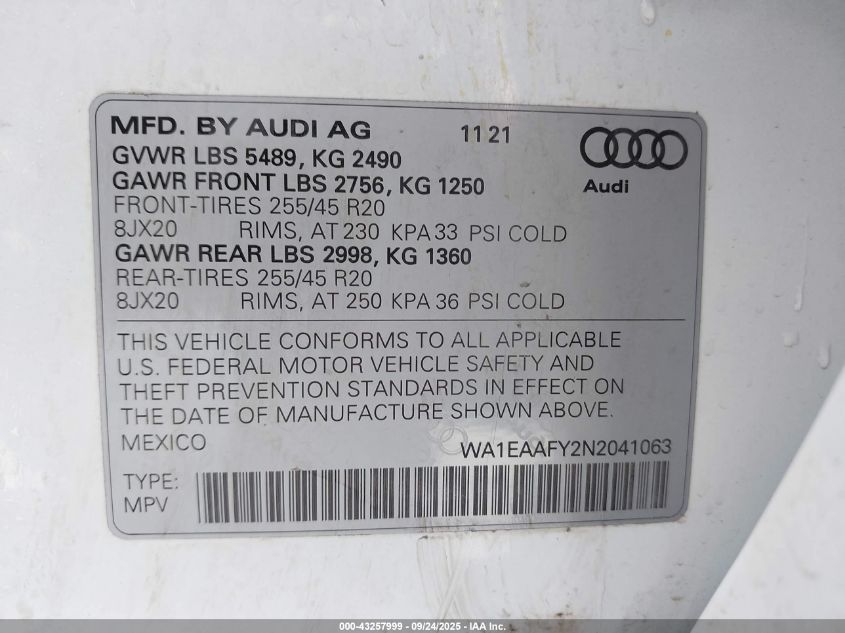 MFD. BY AUDI AG 11 21
GVWR LBS 5489, KG 2490
GAWR FRONT LBS 2756, KG 1250
Audi
FRONT-TIRES 255/45 R20
8JX20 RIMS, AT 230 KPA 33 PSI COLD
GAWR REAR LBS 2998, KG 1360
REAR-TIRES 255/45 R20
8JX20 RIMS, AT 250 KPA 36 PSI COLD
THIS VEHICLE CONFORMS TO ALL APPLICABLE
U.S. FEDERAL MOTOR VEHICLE SAFETY AND
THEFT PREVENTION STANDARDS IN EFFECT ON
THE DATE OF MANUFACTURE SHOWN ABOVE.
MEXICO WA1EAAFY2N2041063
TYPE:
MPV
000-43257999 - 09/24/2025 - IAA Inc.